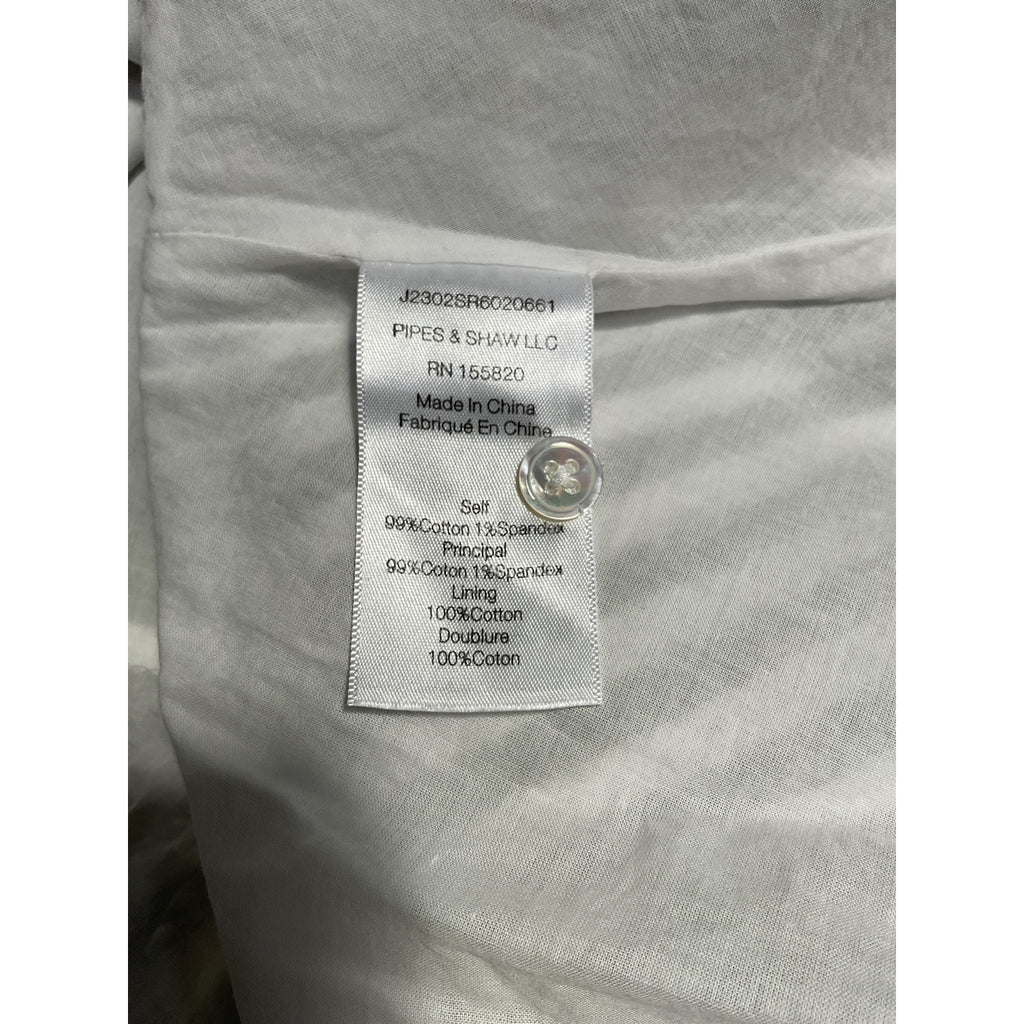 J2302SR6020661
PIPES & SHAW LLC
RN 155820
Made In China
Fabriqué En Chine
Self
99%Cotton 1%Spandex
Principal
99%Coton 1%Spandex
Lining
100%Cotton
Doublure
100%Coton